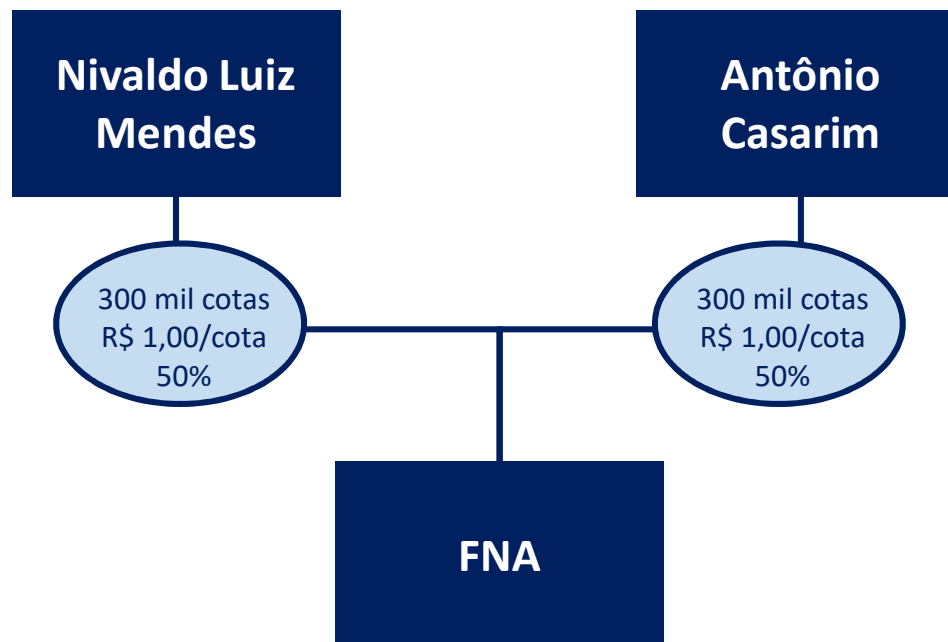 Nivaldo Luiz
Mendes
Antônio
Casarim
300 mil cotas
R$ 1,00/cota
50%
300 mil cotas
R$ 1,00/cota
50%
FNA